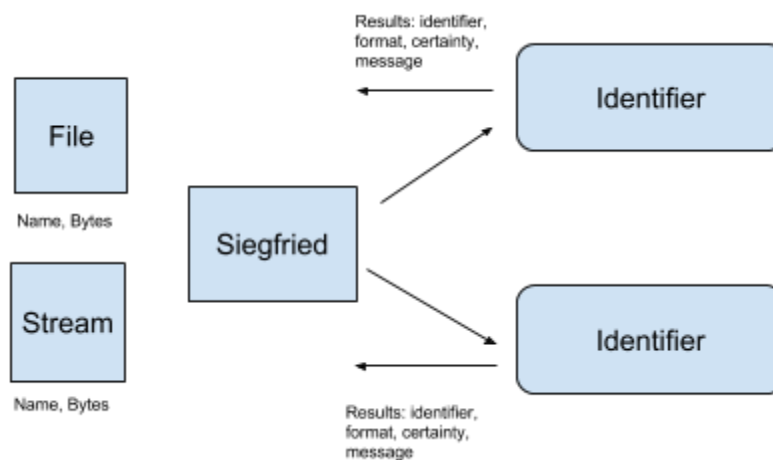 Results: identifier,
format, certainty,
message
Identifier
File
Name, Bytes
Siegfried
Stream
Name, Bytes
Identifier
Results: identifier,
format, certainty,
message